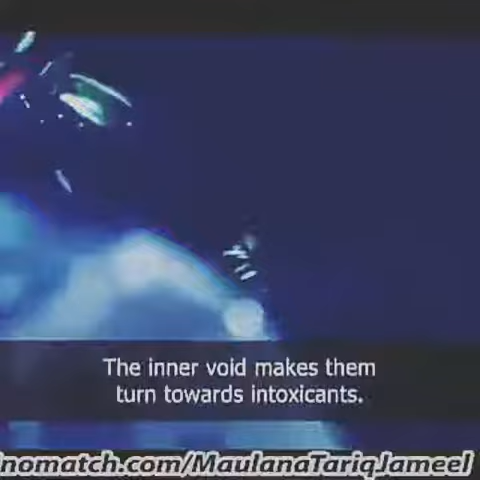 The inner void makes them
turn towards intoxicants.
nomatch.com/MaulanaTariqJameel